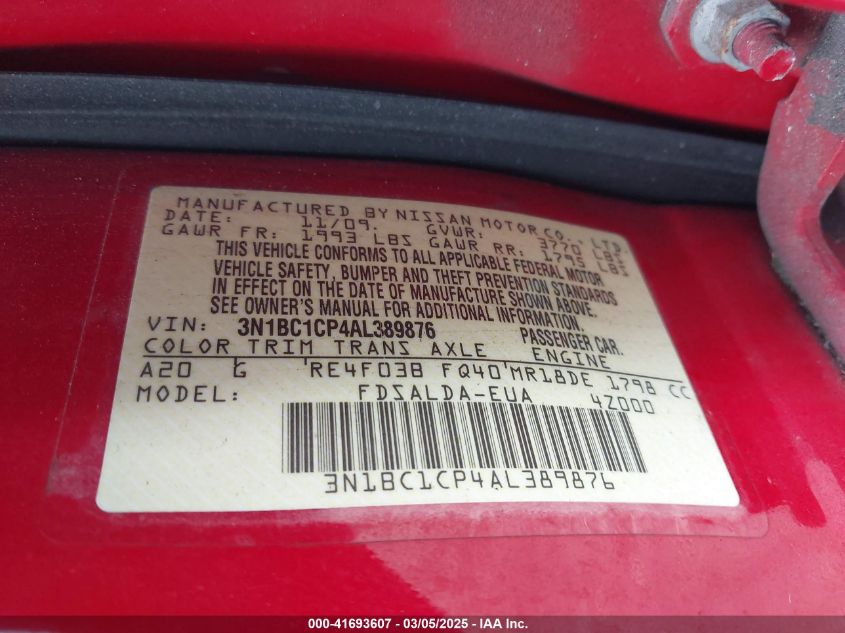 MANUFACTURED BY NISSAN MOTOR CO., LTD.
DATE: 11/09. GVWR: 3770 LBS
GAWR FR: 1993 LBS GAWR RR: 1795 LBS
THIS VEHICLE CONFORMS TO ALL APPLICABLE FEDERAL MOTOR
VEHICLE SAFETY, BUMPER AND THEFT PREVENTION STANDARDS
IN EFFECT ON THE DATE OF MANUFACTURE SHOWN ABOVE.
SEE OWNER'S MANUAL FOR ADDITIONAL INFORMATION.
VIN: 3N1BC1CP4AL389876 PASSENGER CAR.
COLOR TRIM TRANS AXLE ENGINE
A20 G RE4F03B FQ40 MR18DE 1798 CC
MODEL: FDSALDA-EUA 4Z000
3N1BC1CP4AL389876
000-41693607 - 03/05/2025 - IAAI Inc.